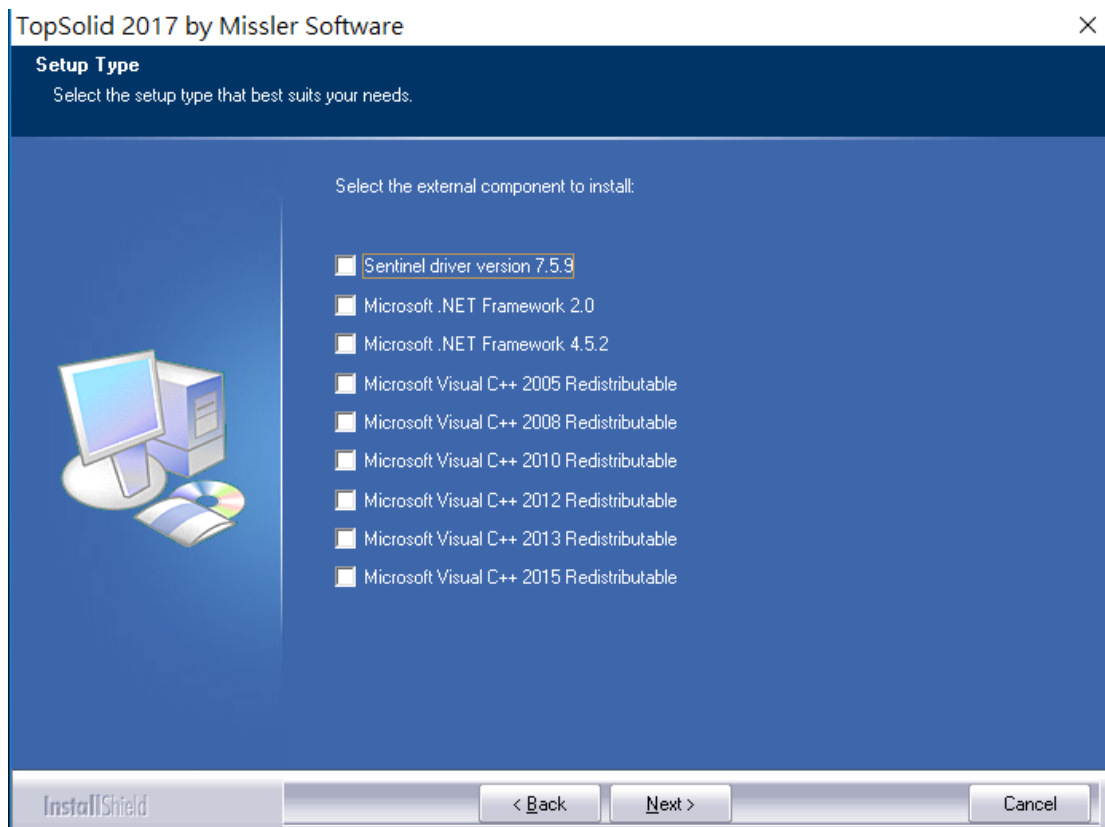 TopSolid 2017 by Missler Software
Setup Type
Select the setup type that best suits your needs.
Select the external component to install:
Sentinel driver version 7.5.9
Microsoft .NET Framework 2.0
Microsoft .NET Framework 4.5.2
Microsoft Visual C++ 2005 Redistributable
Microsoft Visual C++ 2008 Redistributable
Microsoft Visual C++ 2010 Redistributable
Microsoft Visual C++ 2012 Redistributable
Microsoft Visual C++ 2013 Redistributable
Microsoft Visual C++ 2015 Redistributable
InstallShield
< Back
Next >
Cancel